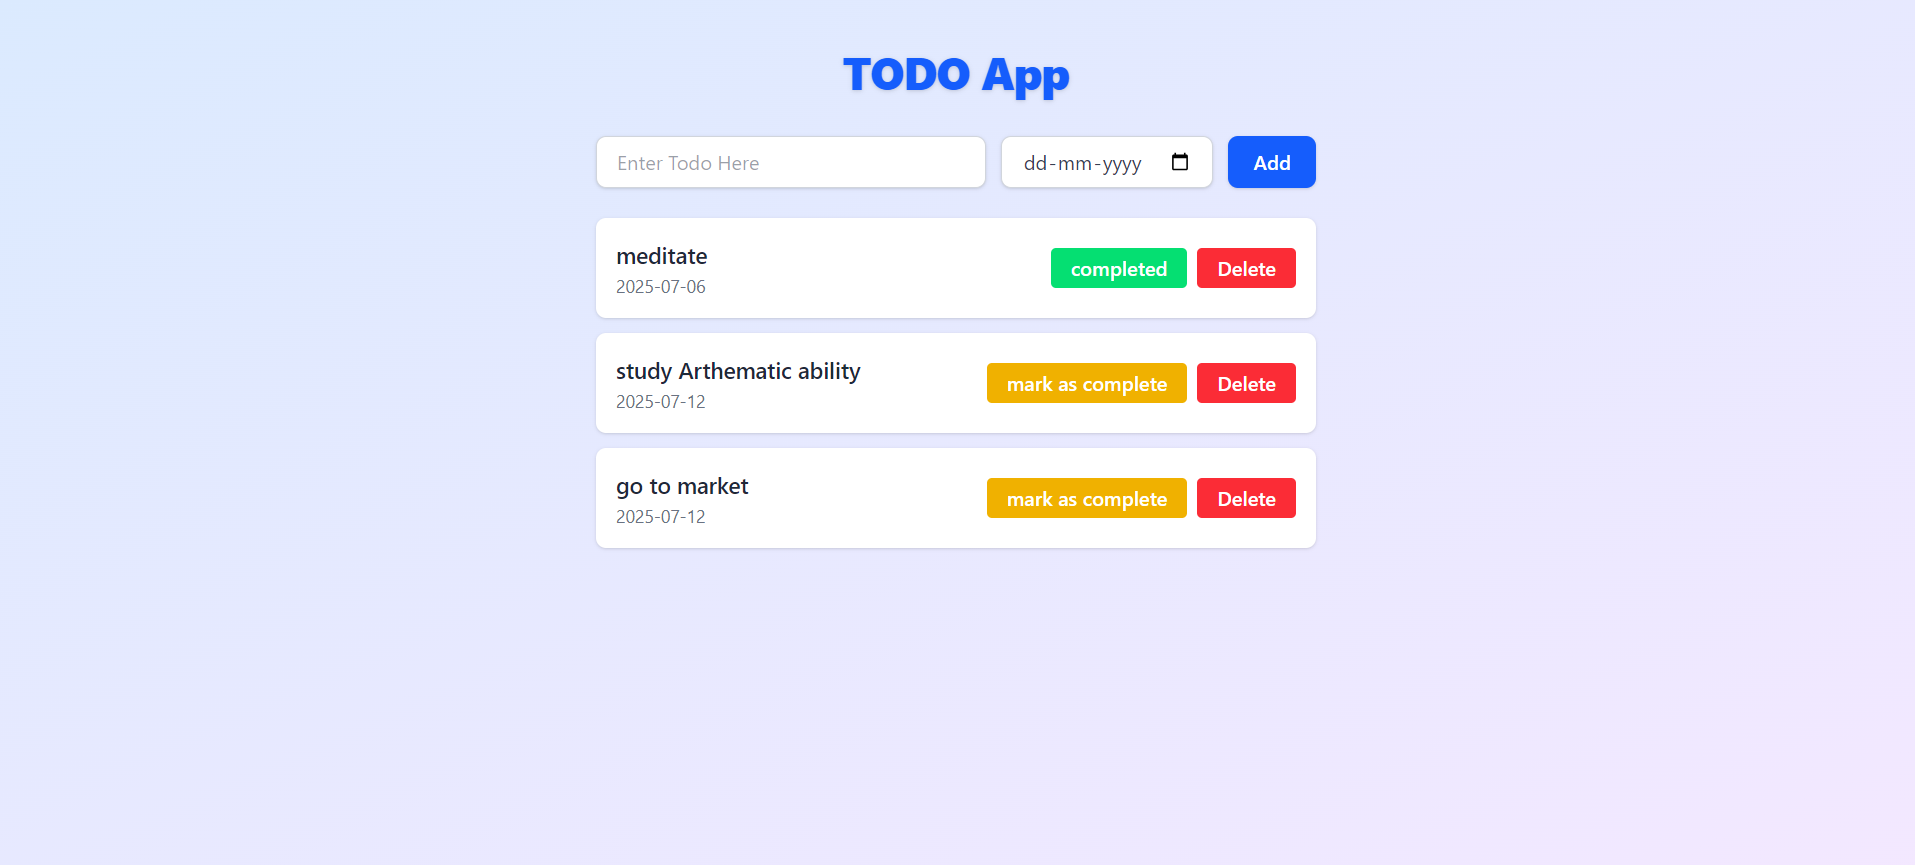 TODO App
Enter Todo Here
dd-mm-yyyy
Add
meditate
2025-07-06
completed
Delete
study Arthematic ability
2025-07-12
mark as complete
Delete
go to market
2025-07-12
mark as complete
Delete